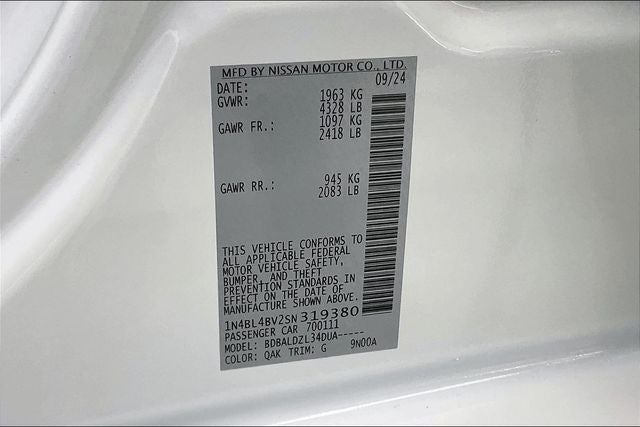 MFD BY NISSAN MOTOR CO., LTD.
DATE: 09/24
GVWR: 1963 KG
4328 LB
GAWR FR.: 1097 KG
2418 LB
GAWR RR.: 945 KG
2083 LB
THIS VEHICLE CONFORMS TO
ALL APPLICABLE FEDERAL
MOTOR VEHICLE SAFETY,
BUMPER, AND THEFT
PREVENTION STANDARDS IN
EFFECT ON THE DATE OF
MANUFACTURE SHOWN ABOVE.
1N4BL4BV2SN319380
PASSENGER CAR 700111
MODEL: BDBALDZL34DUA-----
COLOR: QAK TRIM: G 9N00A